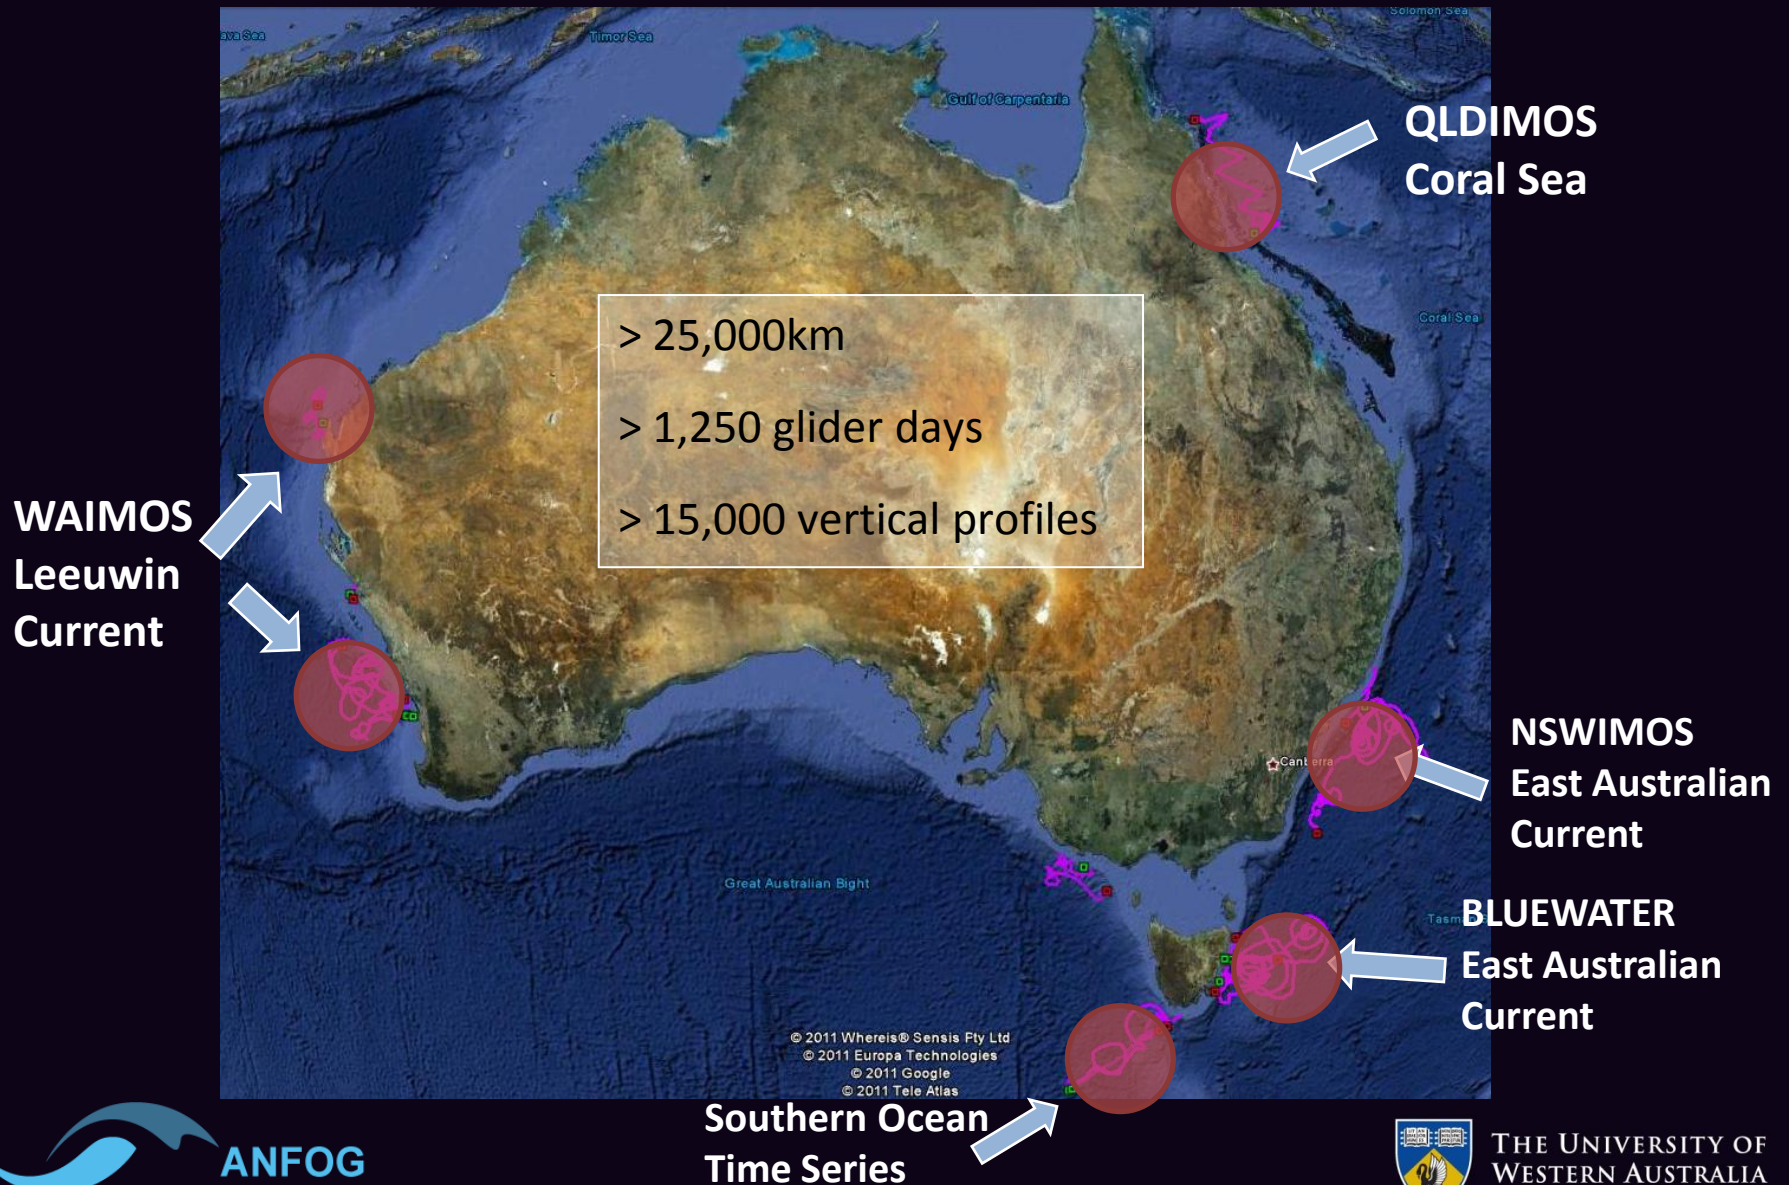 Solomon Sea
ava Sea
Timor Sea
Gulf of Carpentaria
QLDIMOS
Coral Sea
Coral Sea
> 25,000km
> 1,250 glider days
> 15,000 vertical profiles
WAIMOS
Leeuwin
Current
Canberra
NSWIMOS
East Australian
Current
Great Australian Bight
Tasm
BLUEWATER
East Australian
Current
© 2011 Whereis® Sensis Pty Ltd
© 2011 Europa Technologies
© 2011 Google
© 2011 Tele Atlas
Southern Ocean
Time Series
ANFOG
THE UNIVERSITY OF
WESTERN AUSTRALIA